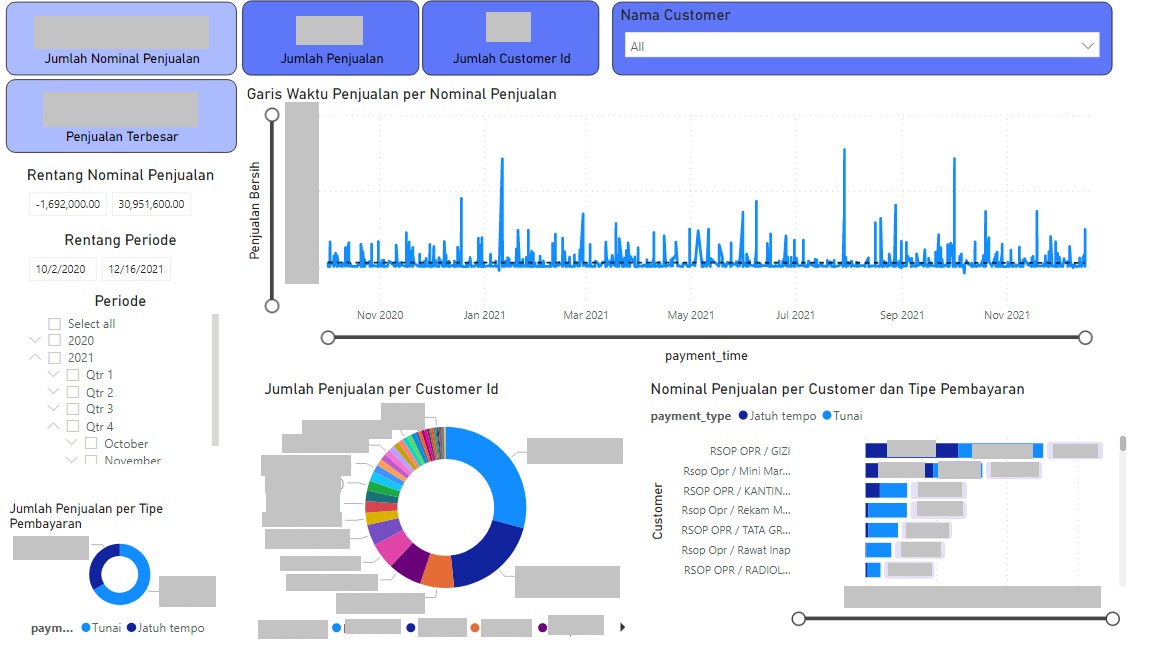 Jumlah Nominal Penjualan
Jumlah Penjualan
Jumlah Customer Id
Nama Customer
All
Penjualan Terbesar
Rentang Nominal Penjualan
-1,692,000.00
30,951,600.00
Rentang Periode
10/2/2020
12/16/2021
Periode
Select all
2020
2021
Qtr 1
Qtr 2
Qtr 3
Qtr 4
October
November
Garis Waktu Penjualan per Nominal Penjualan
Penjualan Bersih
Nov 2020
Jan 2021
Mar 2021
May 2021
Jul 2021
Sep 2021
Nov 2021
payment_time
Jumlah Penjualan per Tipe
Pembayaran
paym...
Tunai
Jatuh tempo
Jumlah Penjualan per Customer Id
Nominal Penjualan per Customer dan Tipe Pembayaran
payment_type
Jatuh tempo
Tunai
Customer
RSOP OPR / GIZI
Rsop Opr / Mini Mar...
RSOP OPR / KANTIN...
Rsop Opr / Rekam M...
RSOP OPR / TATA GR...
Rsop Opr / Rawat Inap
RSOP OPR / RADIOL...